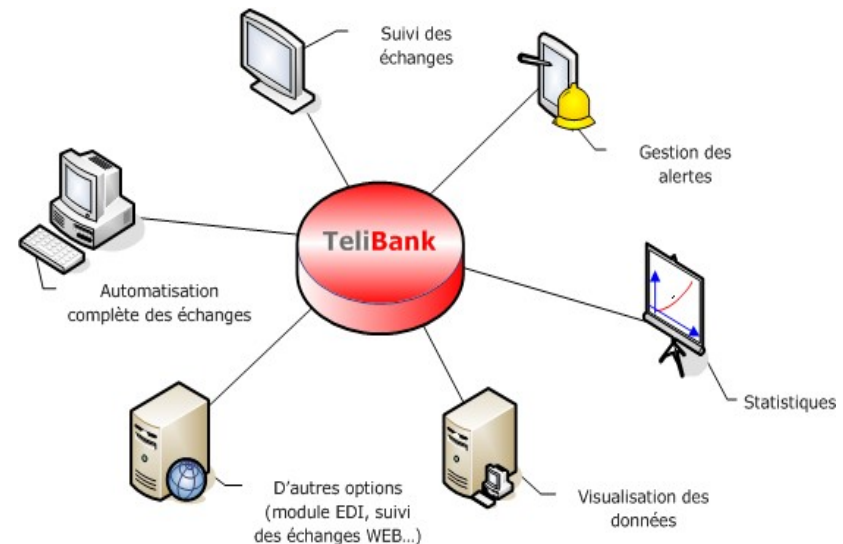 Suivi des
échanges
Gestion des
alertes
TeliBank
Automatisation
complète des échanges
Statistiques
D'autres options
(module EDI, suivi
des échanges WEB...)
Visualisation des
données